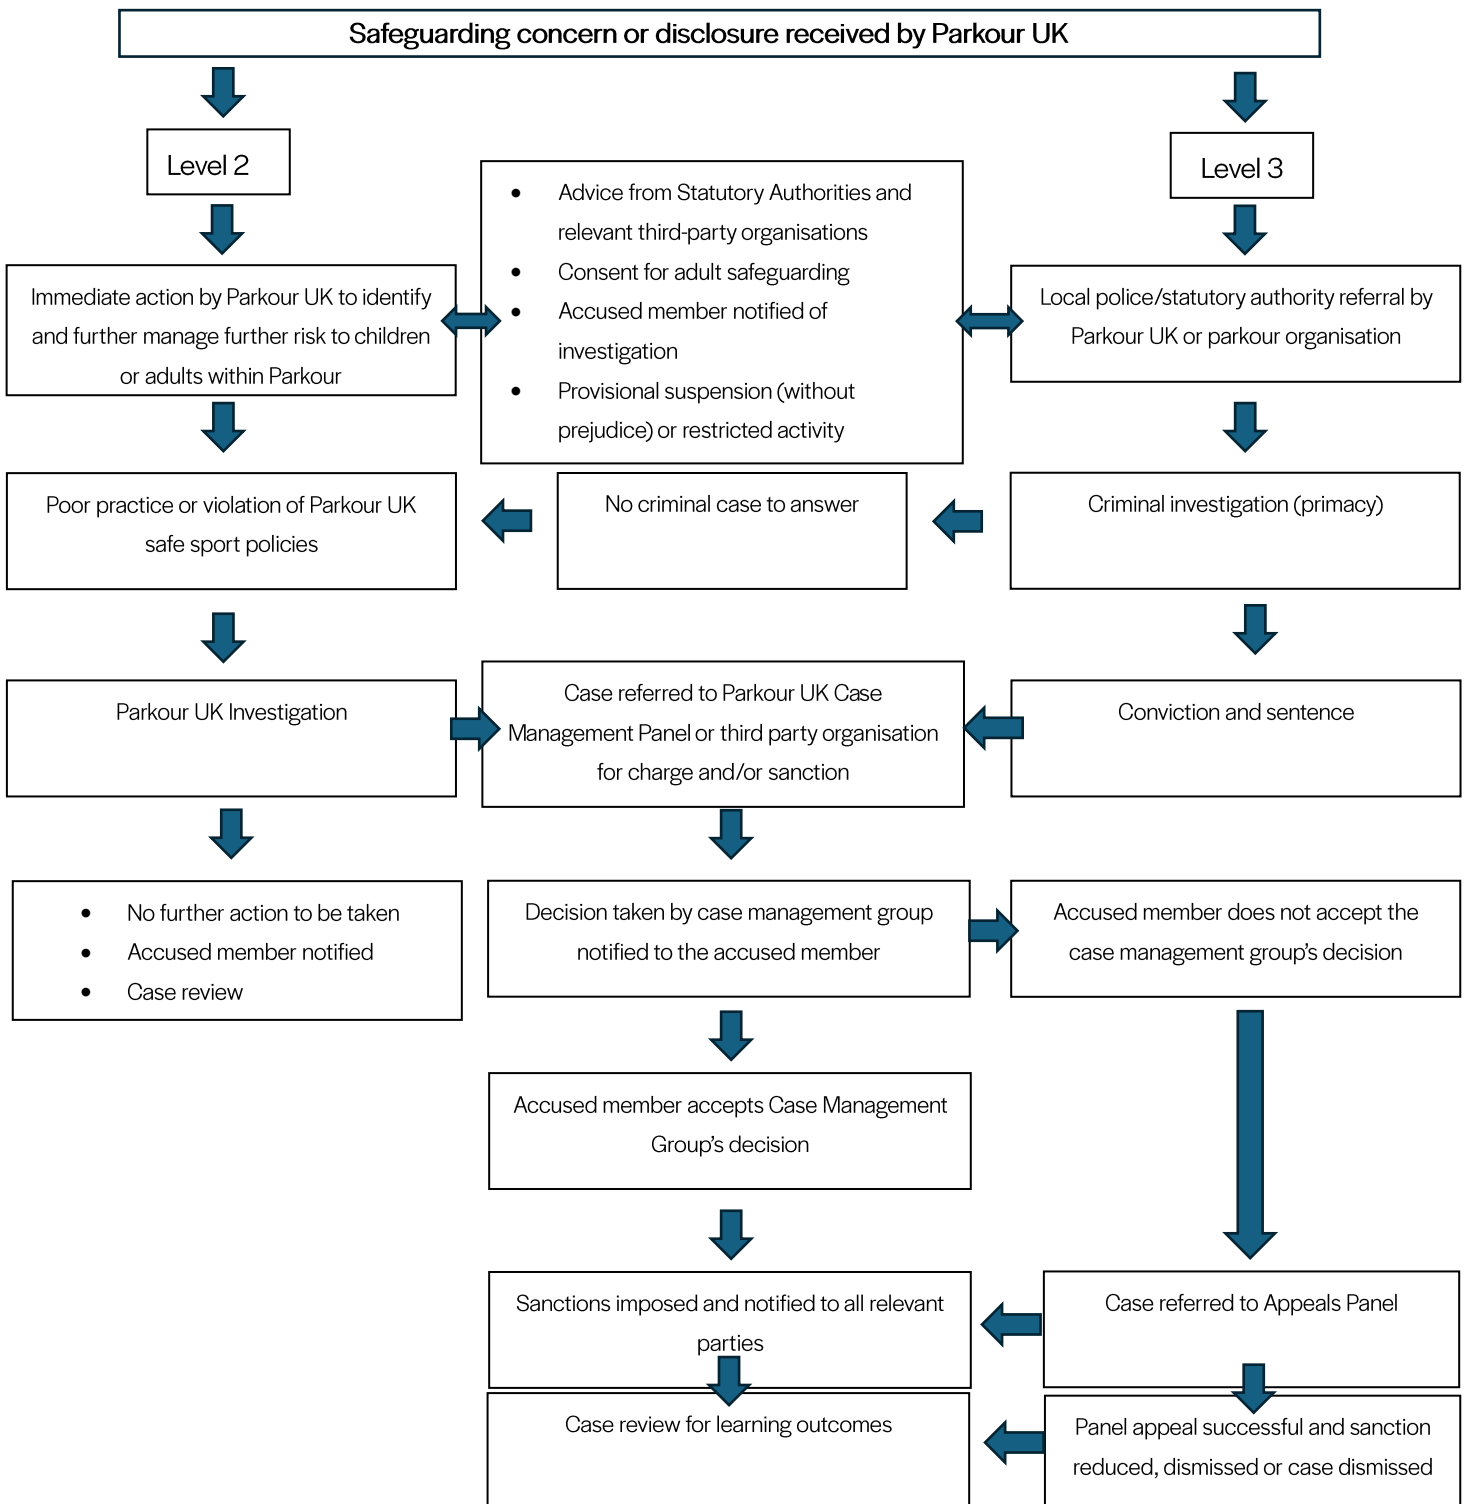 Safeguarding concern or disclosure received by Parkour UK
Level 2
Level 3
• Advice from Statutory Authorities and
relevant third-party organisations
• Consent for adult safeguarding
• Accused member notified of
investigation
• Provisional suspension (without
prejudice) or restricted activity
Immediate action by Parkour UK to identify
and further manage further risk to children
or adults within Parkour
Local police/statutory authority referral by
Parkour UK or parkour organisation
Poor practice or violation of Parkour UK
safe sport policies
No criminal case to answer
Criminal investigation (primacy)
Parkour UK Investigation
Case referred to Parkour UK Case
Management Panel or third party organisation
for charge and/or sanction
Conviction and sentence
• No further action to be taken
• Accused member notified
• Case review
Decision taken by case management group
notified to the accused member
Accused member does not accept the
case management group’s decision
Accused member accepts Case Management
Group’s decision
Sanctions imposed and notified to all relevant
parties
Case referred to Appeals Panel
Case review for learning outcomes
Panel appeal successful and sanction
reduced, dismissed or case dismissed